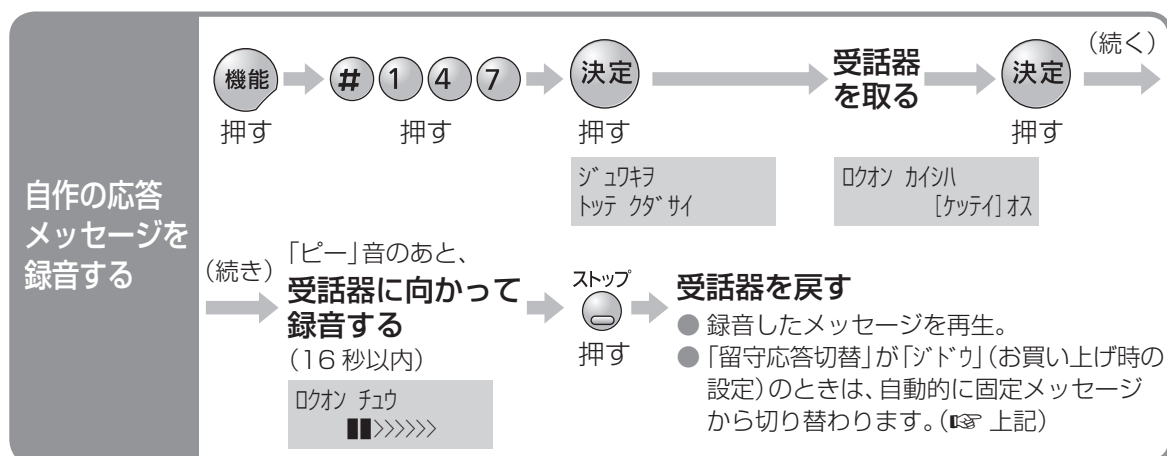 自作の応答
メッセージを
録音する
機能
押す
# 1 4 7
押す
決定
押す
ｼﾞｭﾜｷｦ
ﾄｯﾃ ｸﾀﾞｻｲ
受話器
を取る
ﾛｸｵﾝ ｶｲｼﾊ
[ｹｯﾃｲ]ｵｽ
決定
押す
(続く)
(続き)
「ピー」音のあと、
受話器に向かって
録音する
(16 秒以内)
ﾛｸｵﾝ ﾁｭｳ
▮▮>>>>>>
ストップ
押す
受話器を戻す
● 録音したメッセージを再生。
● 「留守応答切替」が「ｼﾞﾄﾞｳ」(お買い上げ時の
設定)のときは、自動的に固定メッセージ
から切り替わります。(☞ 上記)